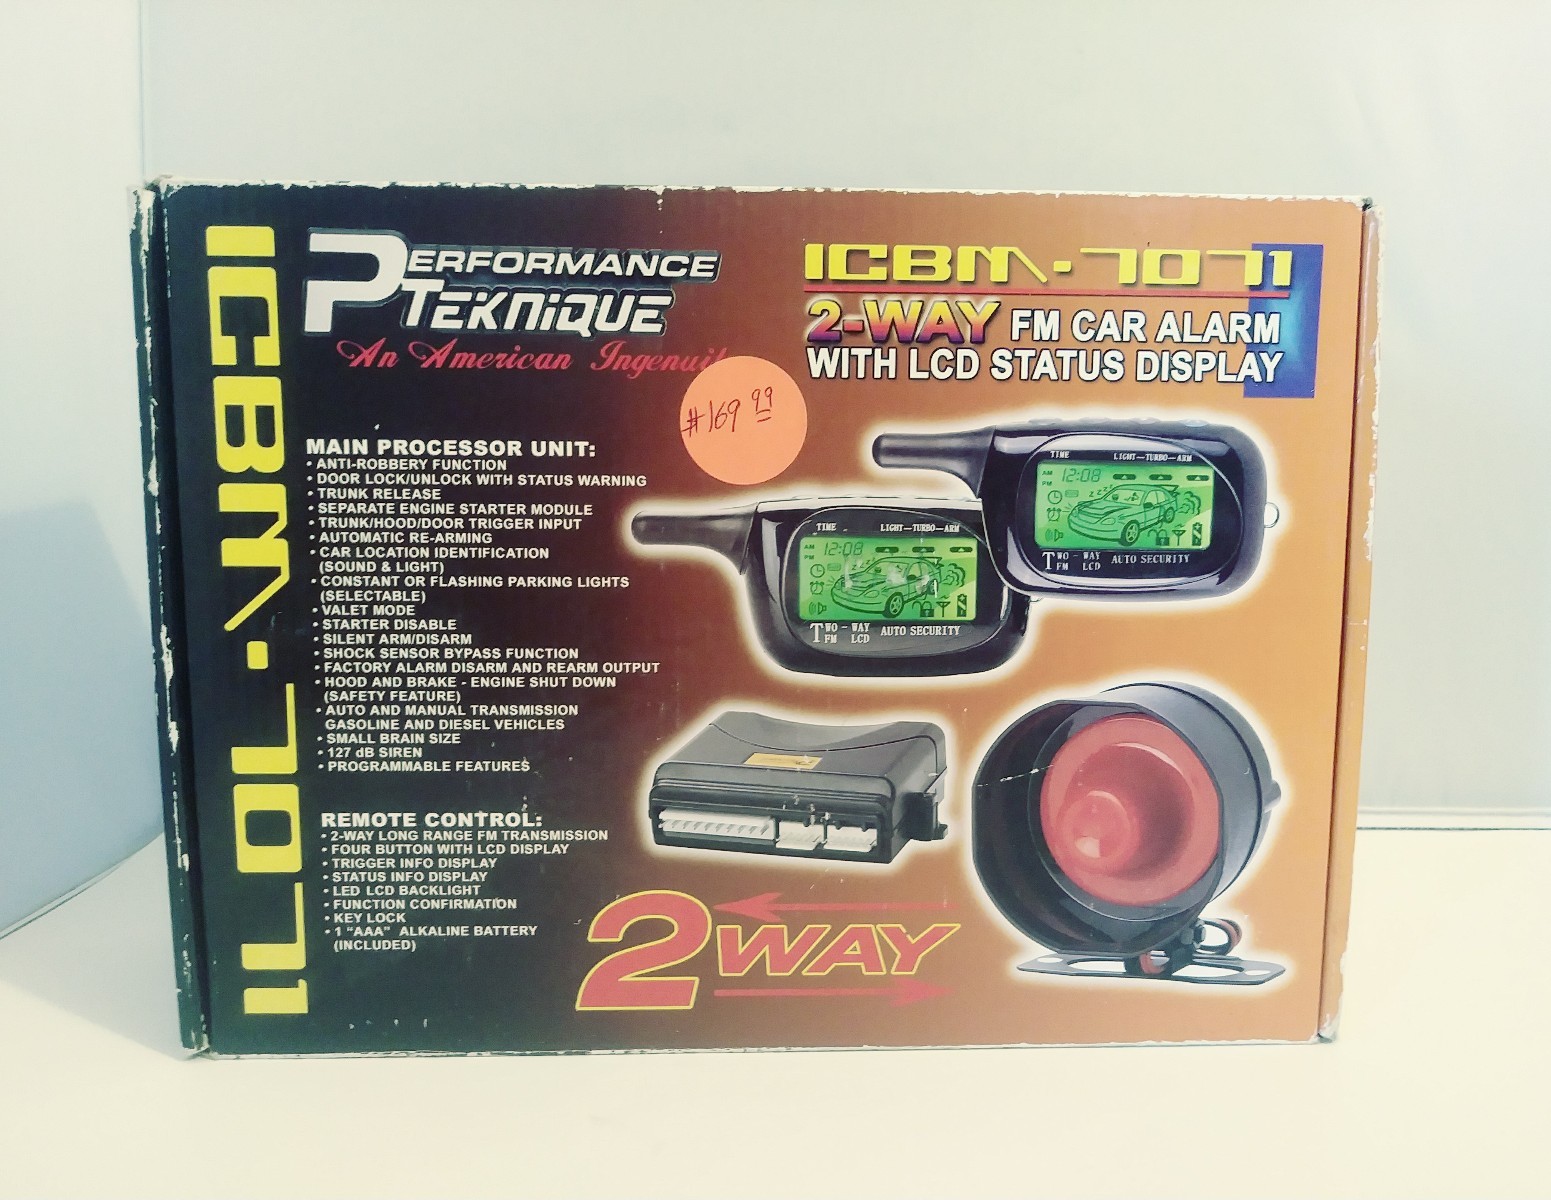 ICBM-7071
PERFORMANCE
TEKNIQUE
An American
ICBM-7071
2-WAY FM CAR ALARM
WITH LCD STATUS DISPLAY
#169 99
MAIN PROCESSOR UNIT:
• ANTI-ROBBERY FUNCTION
• DOOR LOCK/UNLOCK WITH STATUS WARNING
• TRUNK RELEASE
• SEPARATE ENGINE STARTER MODULE
• TRUNK/HOOD/DOOR TRIGGER INPUT
• AUTOMATIC RE-ARMING
• CAR LOCATION IDENTIFICATION
(SOUND & LIGHT)
• CONSTANT OR FLASHING PARKING LIGHTS
(SELECTABLE)
• VALET MODE
• STARTER DISABLE
• SILENT ARM/DISARM
• SHOCK SENSOR BYPASS FUNCTION
• FACTORY ALARM DISARM AND REARM OUTPUT
• HOOD AND BRAKE - ENGINE SHUT DOWN
(SAFETY FEATURE)
• AUTO AND MANUAL TRANSMISSION
GASOLINE AND DIESEL VEHICLES
• SMALL BRAIN SIZE
• 127 dB SIREN
• PROGRAMMABLE FEATURES
REMOTE CONTROL:
• 2-WAY LONG RANGE FM TRANSMISSION
• FOUR BUTTON WITH LCD DISPLAY
• TRIGGER INFO DISPLAY
• STATUS INFO DISPLAY
• LED LCD BACKLIGHT
• FUNCTION CONFIRMATION
• KEY LOCK
• 1 "AAA" ALKALINE BATTERY
(INCLUDED)
TIME LIGHT—TURBO—ARM
AM 12:08
PM
zzz
TWO - WAY AUTO SECURITY
FM LCD
TIME LIGHT—TURBO—ARM
AM 12:08
PM
TWO - WAY AUTO SECURITY
FM LCD
2WAY